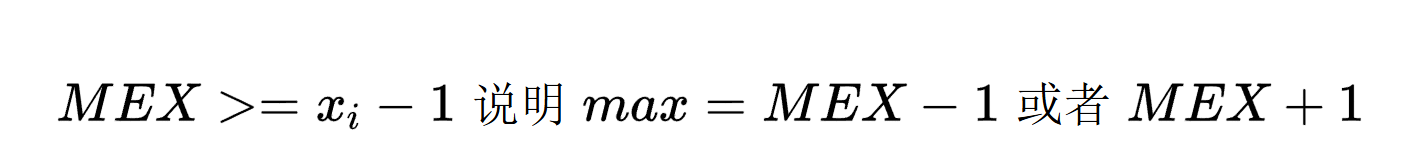 MEX >= x_i − 1 说明 max = MEX − 1 或者 MEX + 1